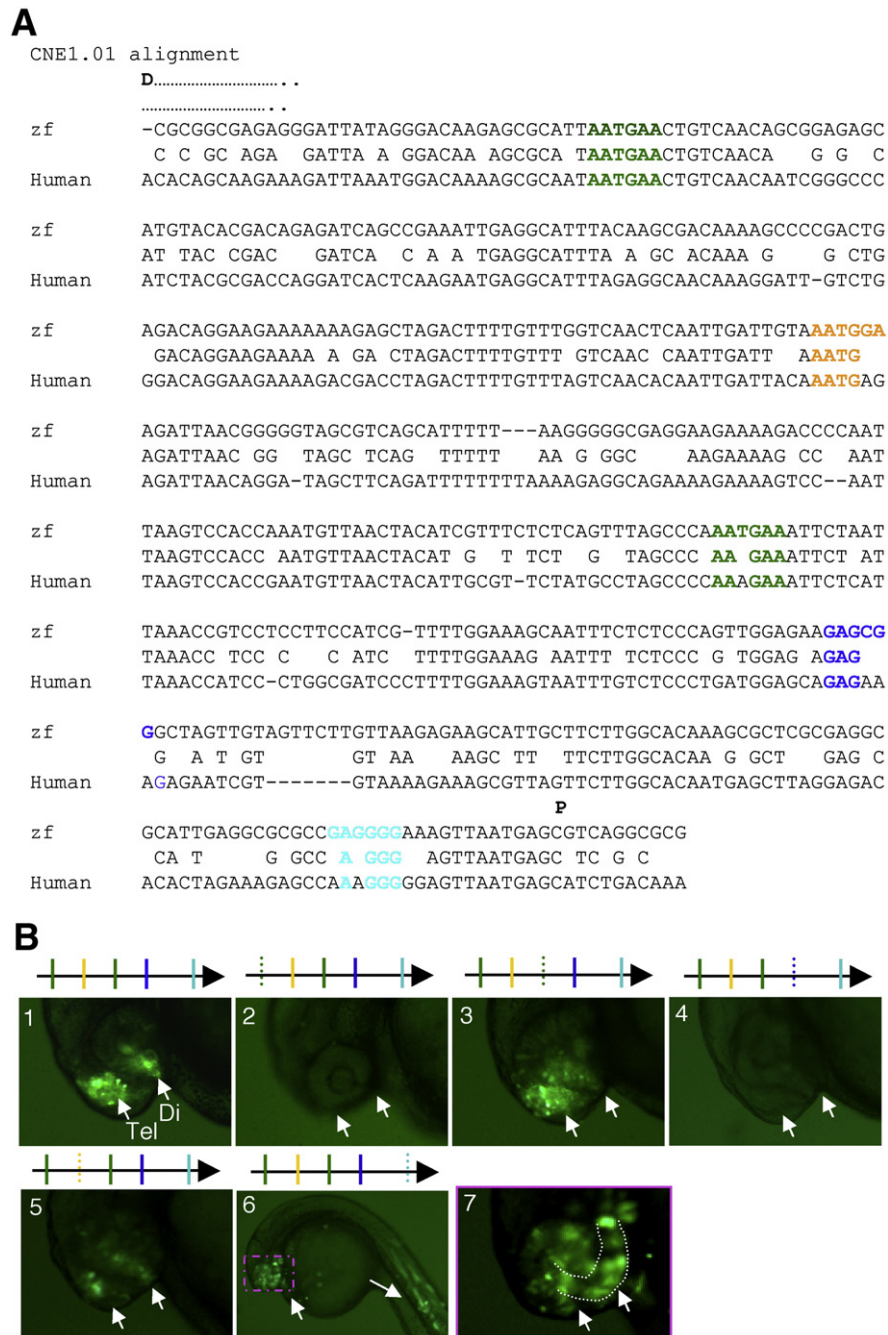 A
CNE1.01 alignment
D.............................. . .
.............................. . .
zf -CGCGGCGAGAGGGATTATAGGGACAAGAGCGCATTAATGAACTGTCAACAGCGGAGAGC
C C GC AGA GATTA A GGACAA AGCGCA T AATGAACTGTCAACA G G C
Human ACACAGCAAGAAAGATTAAATGGACAAAAGCGCAATAATGAACTGTCAACAATCGGGCCC
zf ATGTACACGACAGAGATCAGCCGAAATTGAGGCATTTACAAGCGACAAAAGCCCCGACTG
AT TAC CGAC GATCA C A A TGAGGCATTTA A GC ACAAA G G CTG
Human ATCTACGCGACCAGGATCACTCAAGAATGAGGCATTTAGAGGCAACAAAGGATT-GTCTG
zf AGACAGGAAGAAAAAAAGAGCTAGACTTTTGTTTGGTCAACTCAATTGATTGTAAATGGA
GACAGGAAGAAAA A GA CTAGACTTTTGTTT GTCAAC CAATTGATT AAATG
Human GGACAGGAAGAAAAGACGACCTAGACTTTTGTTTAGTCAACACAATTGATTACAAATGAG
zf AGATTAACGGGGGTAGCGTCAGCATTTTT---AAGGGGGCGAGGAAGAAAAGACCCCAAT
AGATTAAC GG TAGC TCAG TTTTT AA G GGC AAGAAAAG CC AAT
Human AGATTAACAGGA-TAGCTTCAGATTTTTTTTAAAAGAGGCAGAAAAGAAAAGTCC--AAT
zf TAAGTCCACCAAATGTTAACTACATCGTTTCTCTCAGTTTAGCCCAAATGAAATTCTAAT
TAAGTCCACC AATGTTAACTACAT G T TCT G TAGCCC AA GAAATTCT AT
Human TAAGTCCACCGAATGTTAACTACATTGCGT-TCTATGCCTAGCCCCAAAGAAATTCTCAT
zf TAAACCGTCCTCCTTCCATCG-TTTTGGAAAGCAATTTCTCTCCCAGTTGGAGAAGAGCG
TAAACC TCC C C ATC TTTTGGAAAG AATTT TCTCCC G TGGAG AGAG
Human TAAACCATCC-CTGGCGATCCCTTTTGGAAAGTAATTTGTCTCCCTGATGGAGCAGAGAA
zf GGCTAGTTGTAGTTCTTGTTAAGAGAAGCATTGCTTCTTGGCACAAAGCGCTCGCGAGGC
G A T GT GT AA AAGC TT TTCTTGGCACAA G GCT GAG C
Human AGAGAATCGT-------GTAAAAGAAAGCGTTAGTTCTTGGCACAATGAGCTTAGGAGAC
P
zf GCATTGAGGCGCGCCGAGGGGAAAGTTAATGAGCGTCAGGCGCG
CA T G GCC A GGG AGTTAATGAGC TC G C
Human ACACTAGAAAGAGCCAAAGGGGGAGTTAATGAGCATCTGACAAA
B
1 Tel Di
2
3
4
5
6
7